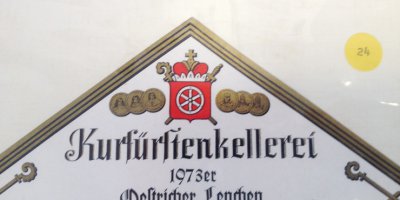 24
Kurfürstenkellerei
1973er
Oestricher Lenchen